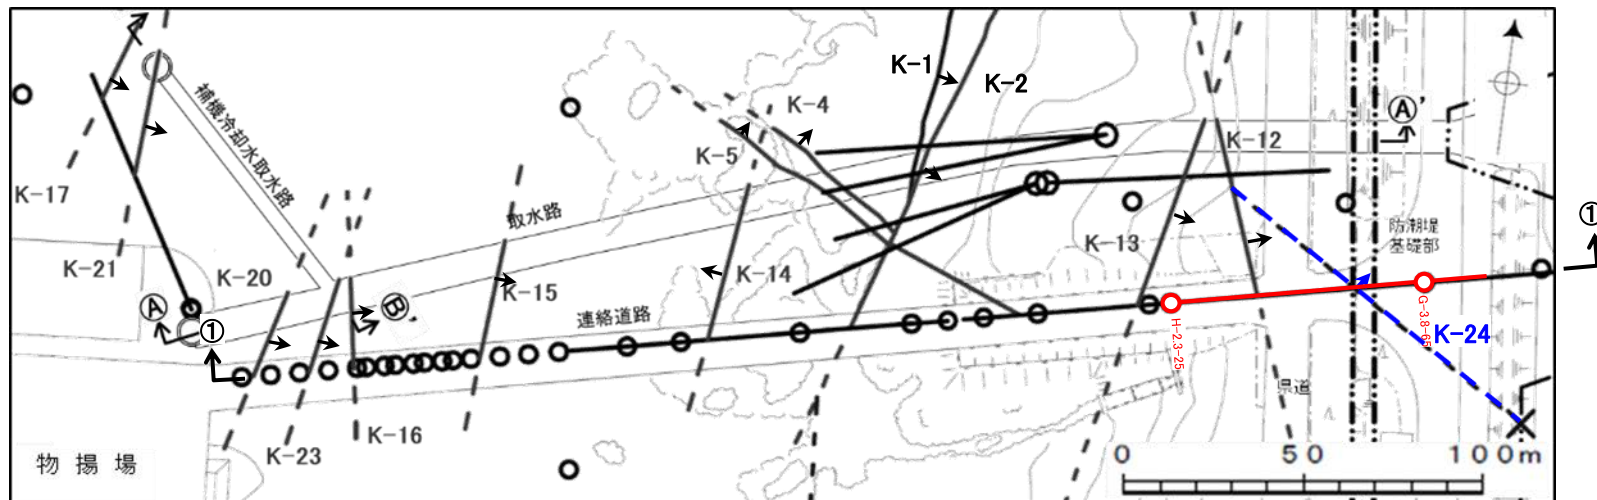 K-1
K-2
Ⓐ'
K-4
補機冷却水取水路
K-5
K-12
K-17
取水路
①'
防潮堤
基礎部
K-13
K-21
K-20
K-14
K-15
Ⓐ
Ⓑ'
①
連絡道路
H-2.3-25
G-3.8-65
K-24
県道
K-16
K-23
物揚場
0 50 100m